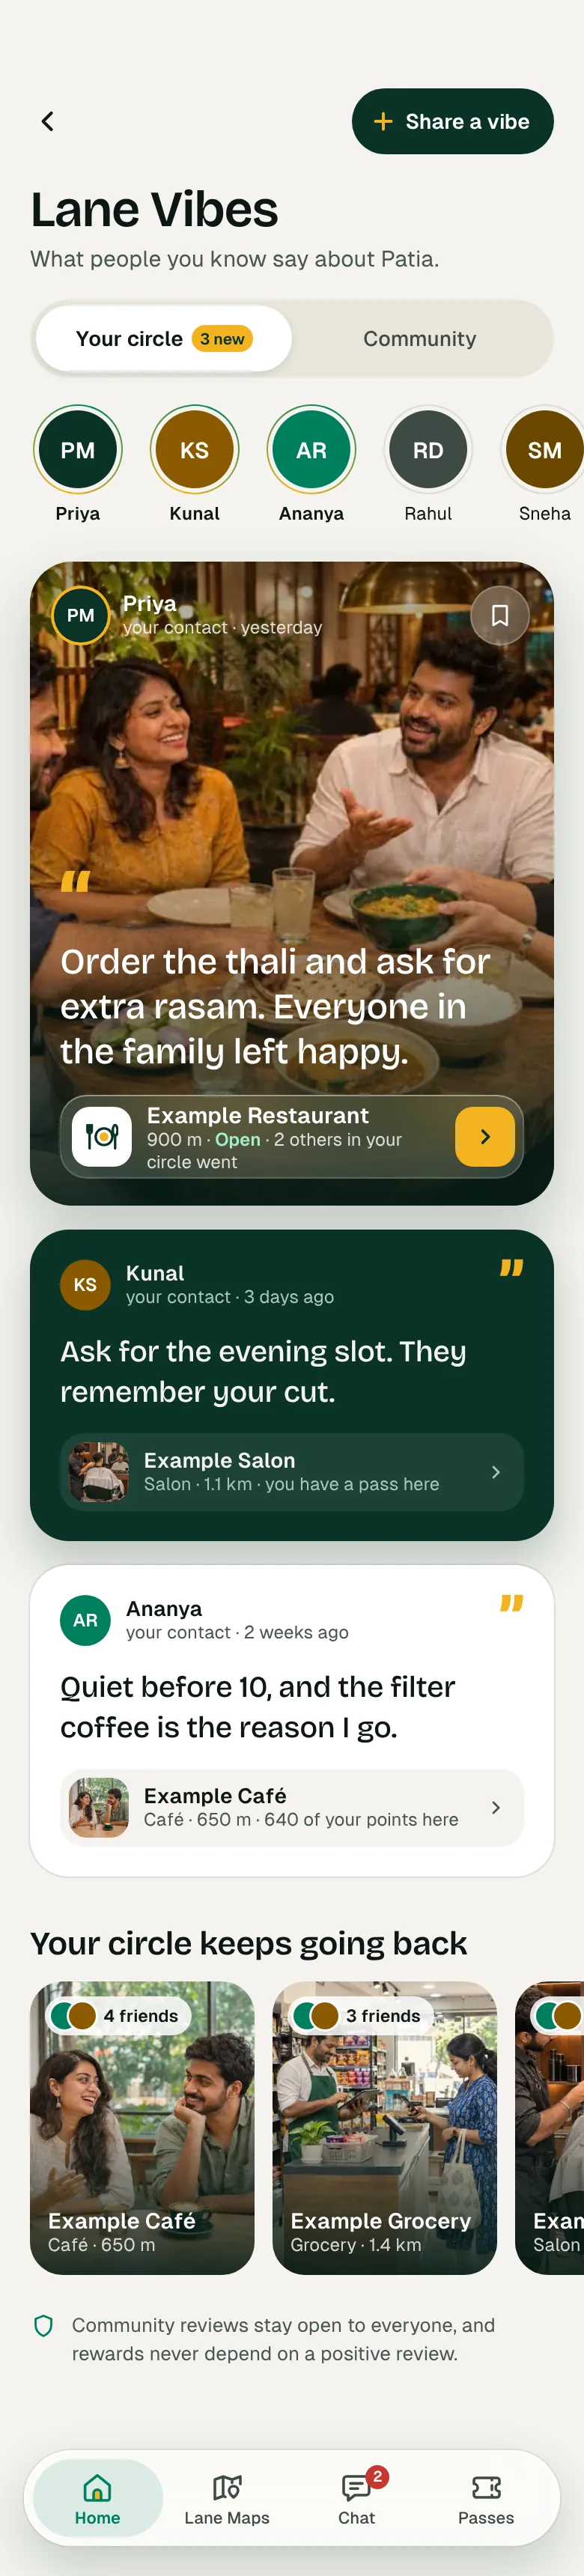 Share a vibe
Lane Vibes
What people you know say about Patia.
Your circle 3 new
Community
PM
KS
AR
RD
SM
Priya
Kunal
Ananya
Rahul
Sneha
PM
Priya
your contact · yesterday
“
Order the thali and ask for
extra rasam. Everyone in
the family left happy.
Example Restaurant
900 m · Open · 2 others in your
circle went
KS
Kunal
your contact · 3 days ago
”
Ask for the evening slot. They
remember your cut.
Example Salon
Salon · 1.1 km · you have a pass here
AR
Ananya
your contact · 2 weeks ago
”
Quiet before 10, and the filter
coffee is the reason I go.
Example Café
Café · 650 m · 640 of your points here
Your circle keeps going back
4 friends
3 friends
Example Café
Café · 650 m
Example Grocery
Grocery · 1.4 km
Exam
Salon
Community reviews stay open to everyone, and
rewards never depend on a positive review.
2
Home
Lane Maps
Chat
Passes